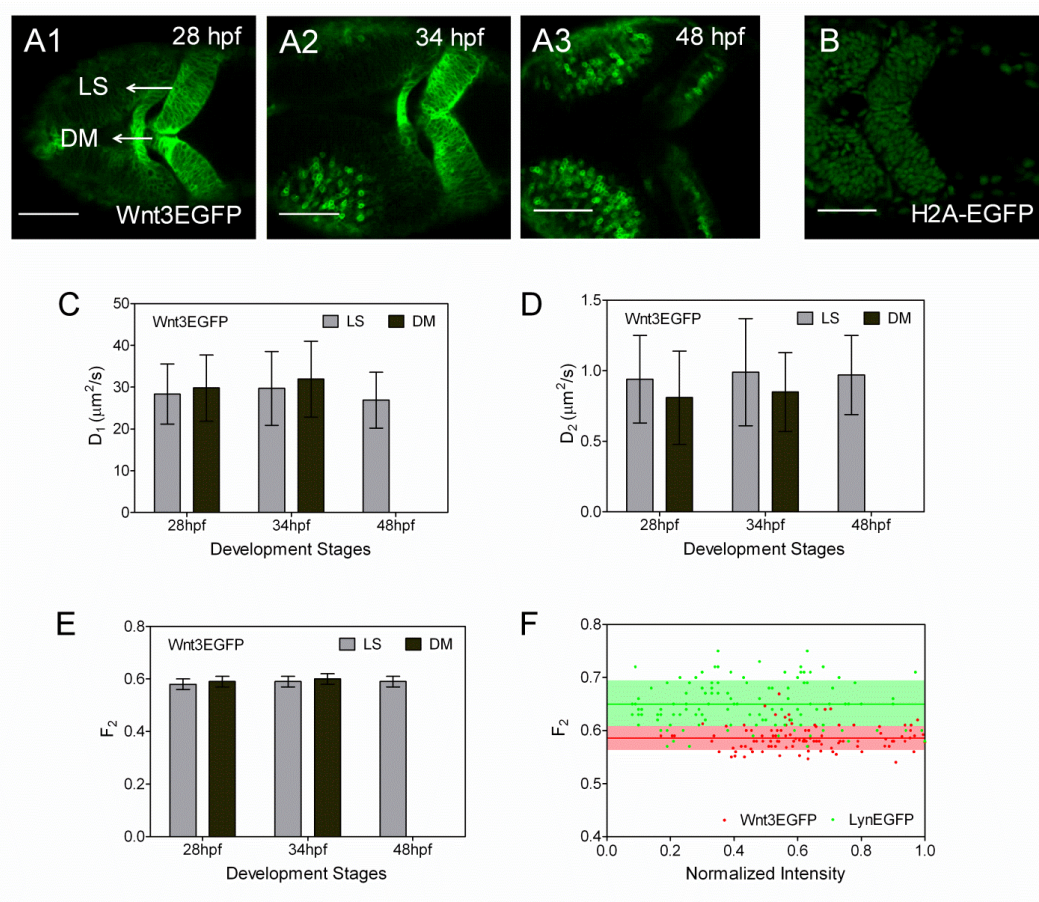 A1 28 hpf
LS
DM
Wnt3EGFP
A2 34 hpf
A3 48 hpf
B
H2A-EGFP
C
Wnt3EGFP LS DM
D₁ (μm²/s)
50
40
30
20
10
0
28hpf 34hpf 48hpf
Development Stages
D
Wnt3EGFP LS DM
D₂ (μm²/s)
1.5
1.0
0.5
0.0
28hpf 34hpf 48hpf
Development Stages
E
Wnt3EGFP LS DM
F₂
0.8
0.6
0.4
0.2
0.0
28hpf 34hpf 48hpf
Development Stages
F
F₂
0.8
0.7
0.6
0.5
0.4
Wnt3EGFP LynEGFP
0.0 0.2 0.4 0.6 0.8 1.0
Normalized Intensity